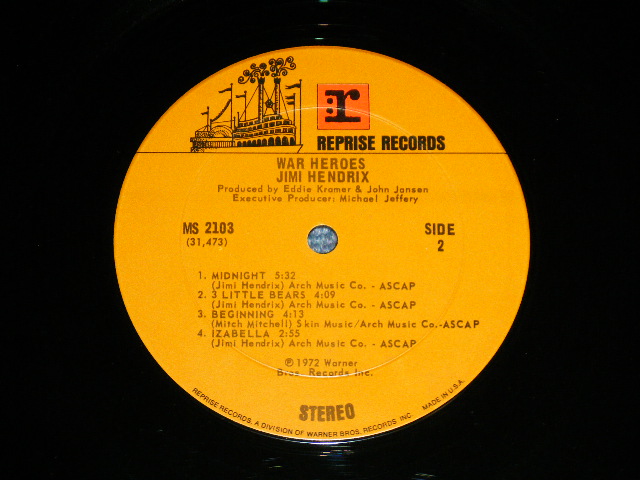 :r
REPRISE RECORDS
WAR HEROES
JIMI HENDRIX
Produced by Eddie Kramer & John Jansen
Executive Producer: Michael Jeffery
MS 2103
(31,473)
SIDE
2
1. MIDNIGHT 5:32
(Jimi Hendrix) Arch Music Co. - ASCAP
2. 3 LITTLE BEARS 4:09
(Jimi Hendrix) Arch Music Co. - ASCAP
3. BEGINNING 4:13
(Mitch Mitchell) Skin Music/Arch Music Co.-ASCAP
4. IZABELLA 2:55
(Jimi Hendrix) Arch Music Co. - ASCAP
℗ 1972 Warner
Bros. Records Inc.
STEREO
REPRISE RECORDS, A DIVISION OF WARNER BROS. RECORDS INC. MADE IN U.S.A.